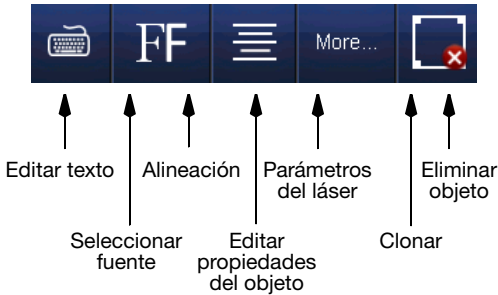 FF
More...
Editar texto
Alineación
Parámetros
del láser
Eliminar
objeto
Seleccionar
fuente
Editar
propiedades
del objeto
Clonar